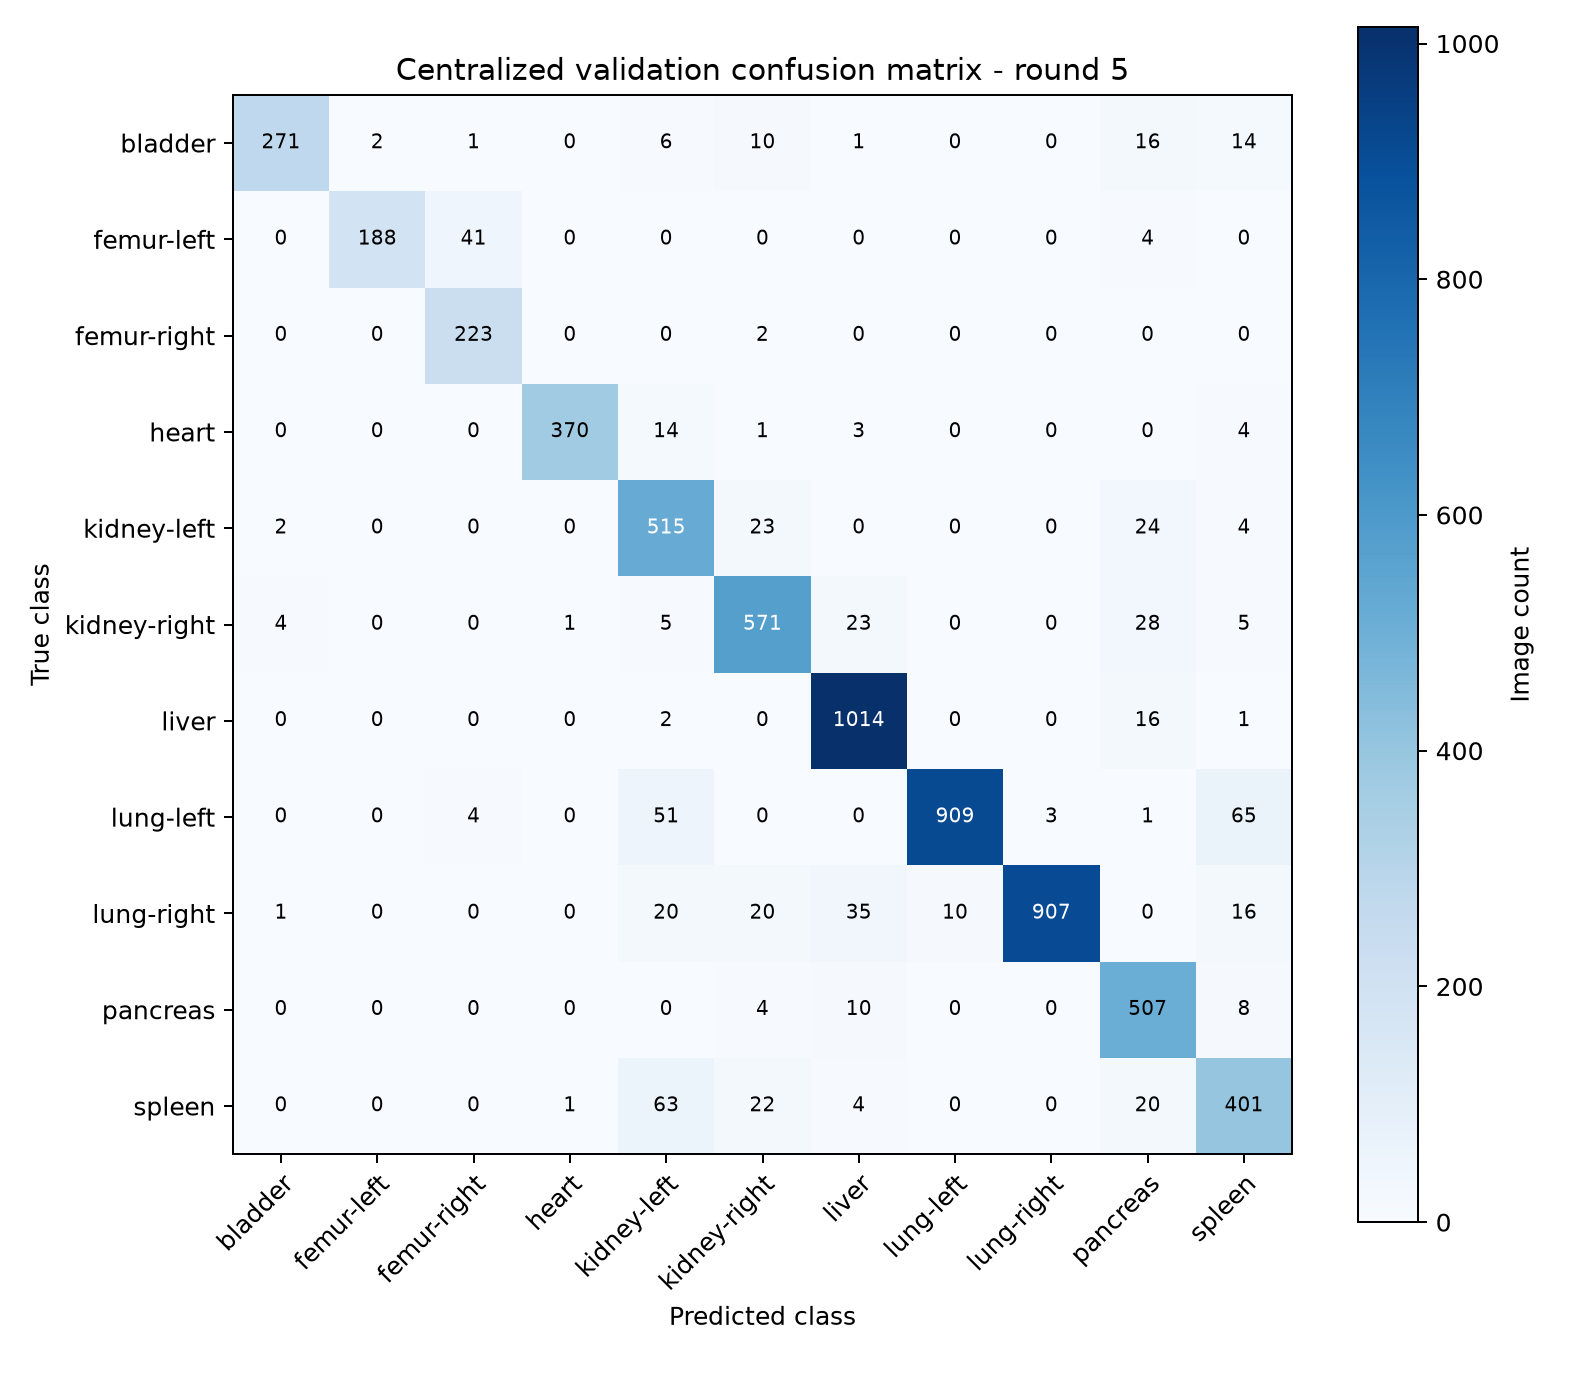 Centralized validation confusion matrix - round 5
bladder 271 2 1 0 6 10 1 0 0 16 14
femur-left 0 188 41 0 0 0 0 0 0 4 0
femur-right 0 0 223 0 0 2 0 0 0 0 0
heart 0 0 0 370 14 1 3 0 0 0 4
kidney-left 2 0 0 0 515 23 0 0 0 24 4
kidney-right 4 0 0 1 5 571 23 0 0 28 5
liver 0 0 0 0 2 0 1014 0 0 16 1
lung-left 0 0 4 0 51 0 0 909 3 1 65
lung-right 1 0 0 0 20 20 35 10 907 0 16
pancreas 0 0 0 0 0 4 10 0 0 507 8
spleen 0 0 0 1 63 22 4 0 0 20 401
True class
bladder femur-left femur-right heart kidney-left kidney-right liver lung-left lung-right pancreas spleen
Predicted class
1000
800
600
400
200
0
Image count